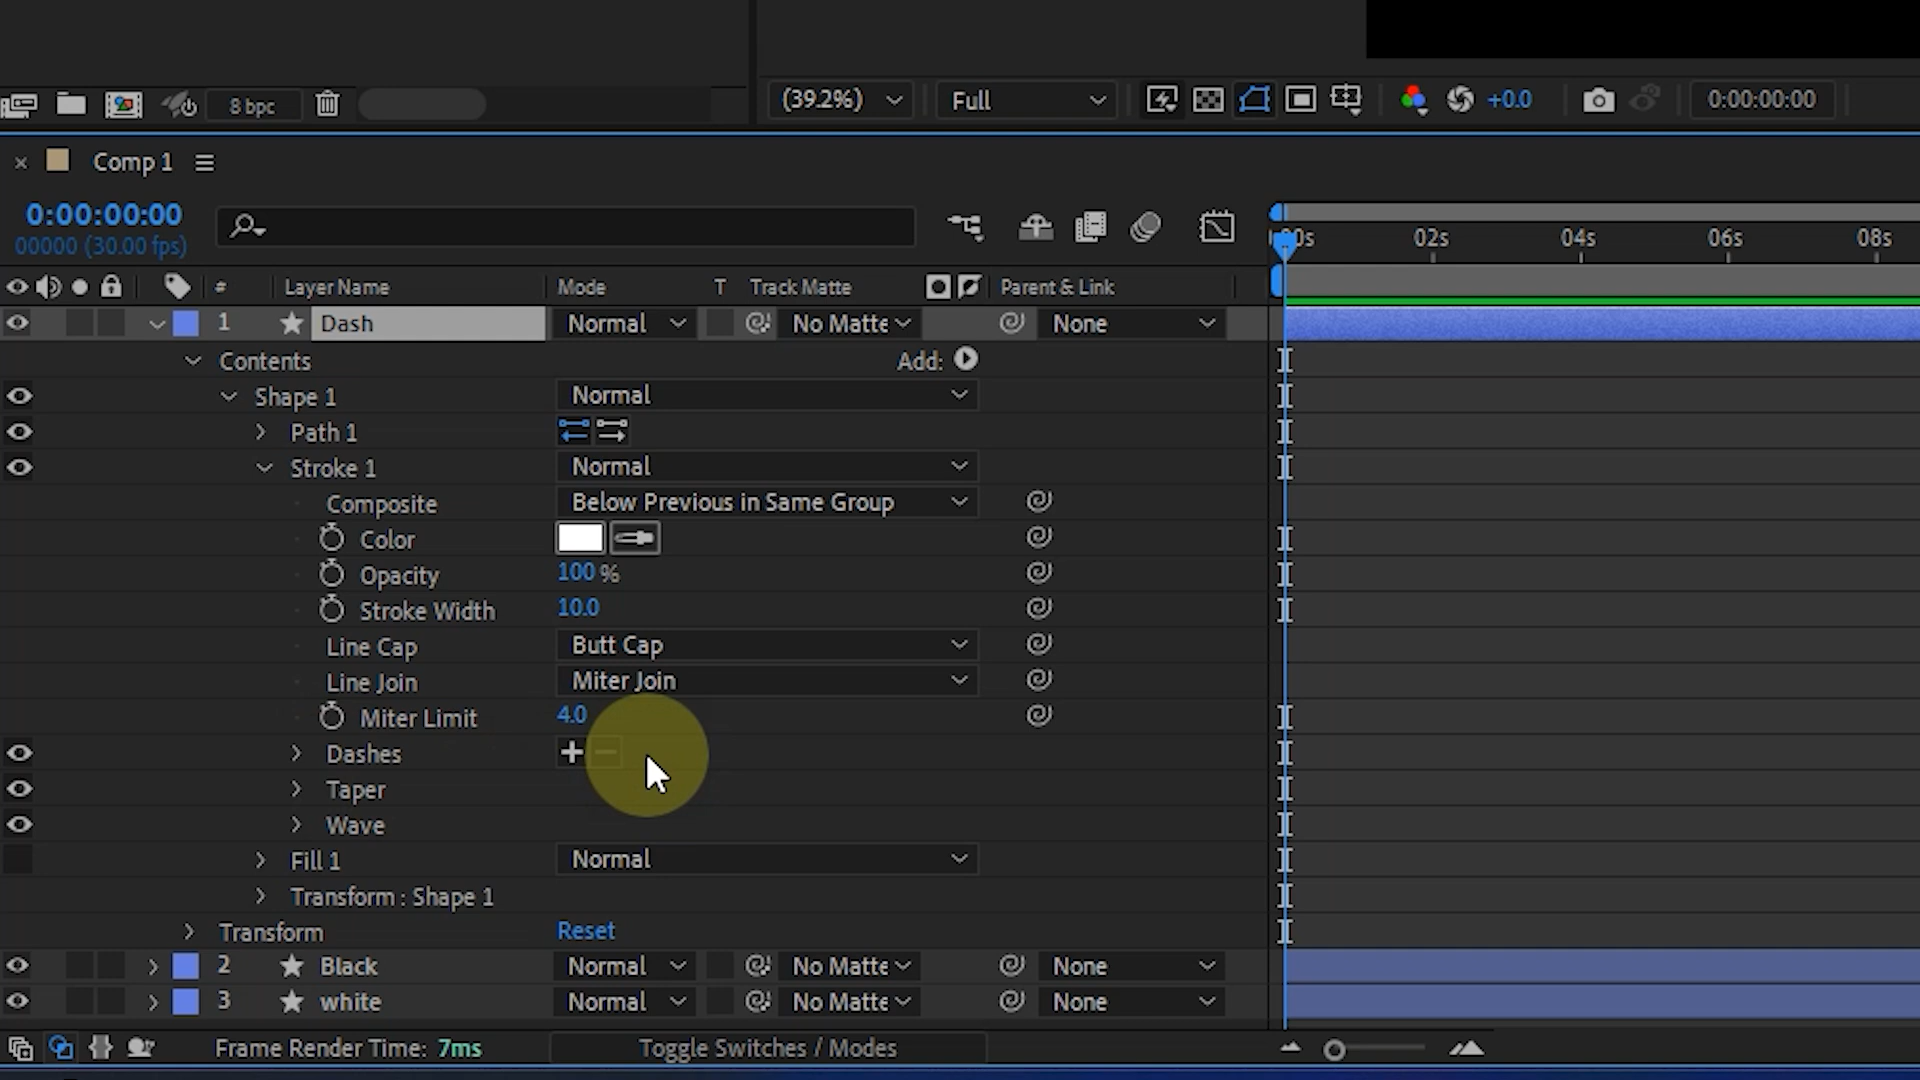 8 bpc
(39.2%)
Full
+0.0
0:00:00:00
Comp 1
0:00:00:00
00000 (30.00 fps)
02s
04s
06s
08s
#
Layer Name
Mode
T
Track Matte
Parent & Link
1
Dash
Normal
No Matte
None
Contents
Add:
Shape 1
Normal
Path 1
Stroke 1
Normal
Composite
Below Previous in Same Group
Color
Opacity
100 %
Stroke Width
10.0
Line Cap
Butt Cap
Line Join
Miter Join
Miter Limit
4.0
Dashes
Taper
Wave
Fill 1
Normal
Transform : Shape 1
Transform
Reset
2
Black
Normal
No Matte
None
3
white
Normal
No Matte
None
Frame Render Time: 7ms
Toggle Switches / Modes